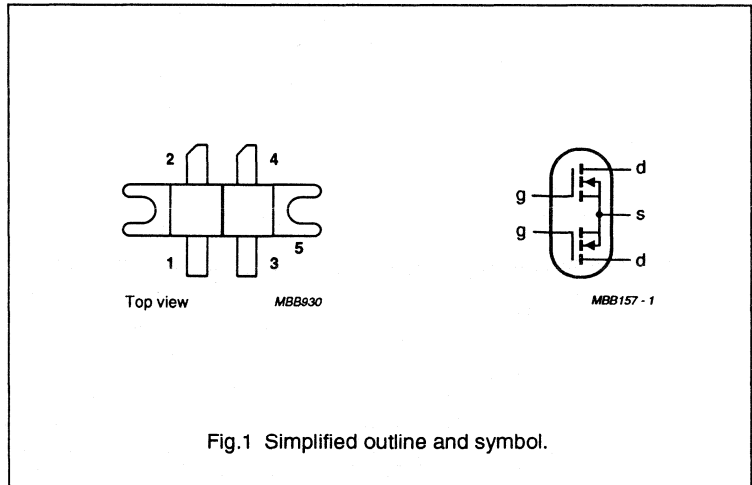 2 4
1 3 5
Top view MBB930
d
g
s
g
d
MBB157 - 1
Fig.1 Simplified outline and symbol.